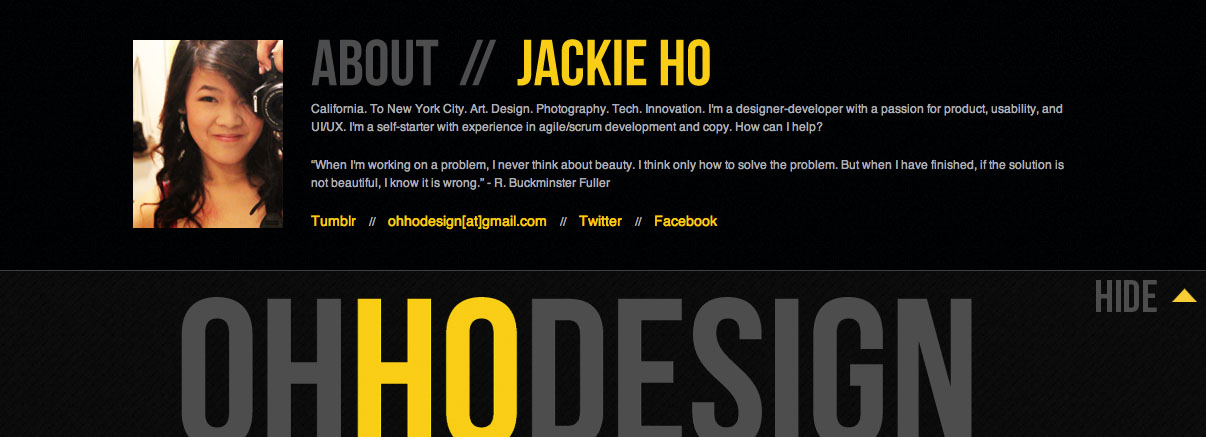 ABOUT // JACKIE HO
California. To New York City. Art. Design. Photography. Tech. Innovation. I'm a designer-developer with a passion for product, usability, and
UI/UX. I'm a self-starter with experience in agile/scrum development and copy. How can I help?
“When I'm working on a problem, I never think about beauty. I think only how to solve the problem. But when I have finished, if the solution is
not beautiful, I know it is wrong.” - R. Buckminster Fuller
Tumblr // ohhodesign[at]gmail.com // Twitter // Facebook
HIDE
OHHODESIGN